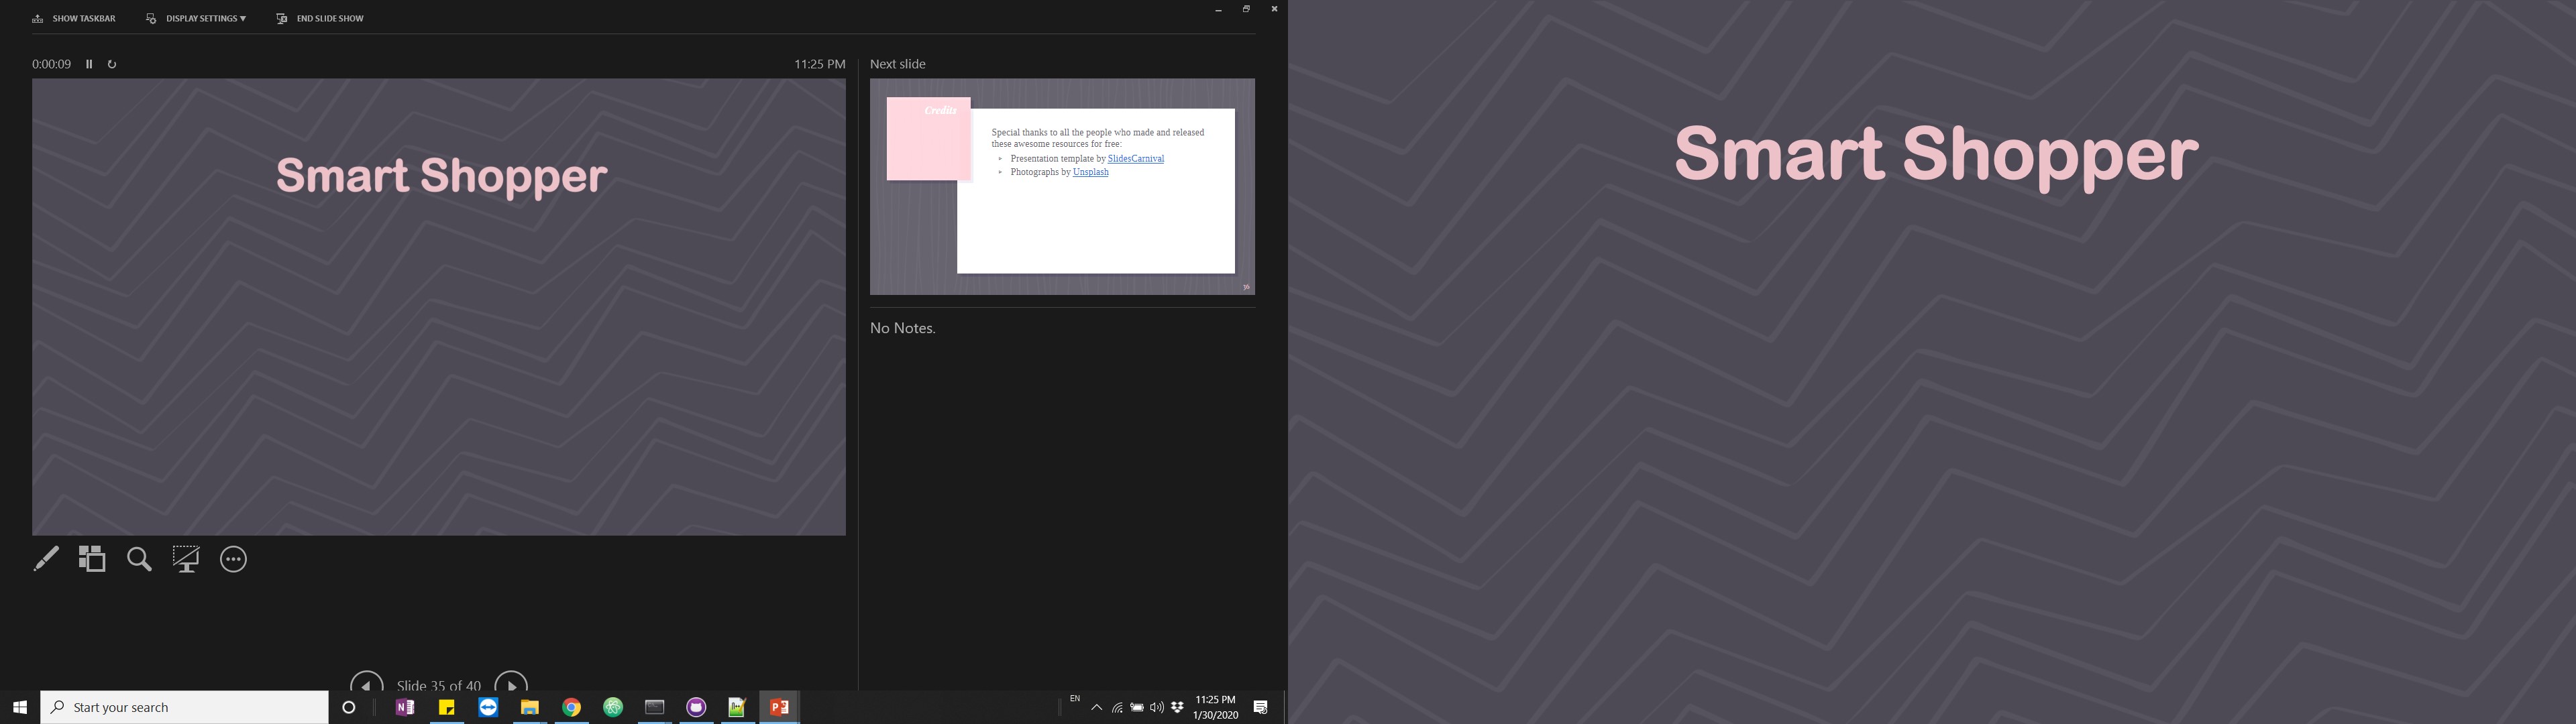 SHOW TASKBAR
DISPLAY SETTINGS ▼
END SLIDE SHOW
0:00:09
11:25 PM
Smart Shopper
Slide 35 of 40
Next slide
Credits
Special thanks to all the people who made and released
these awesome resources for free:
Presentation template by SlidesCarnival
Photographs by Unsplash
36
No Notes.
Start your search
EN
11:25 PM
1/30/2020
Smart Shopper